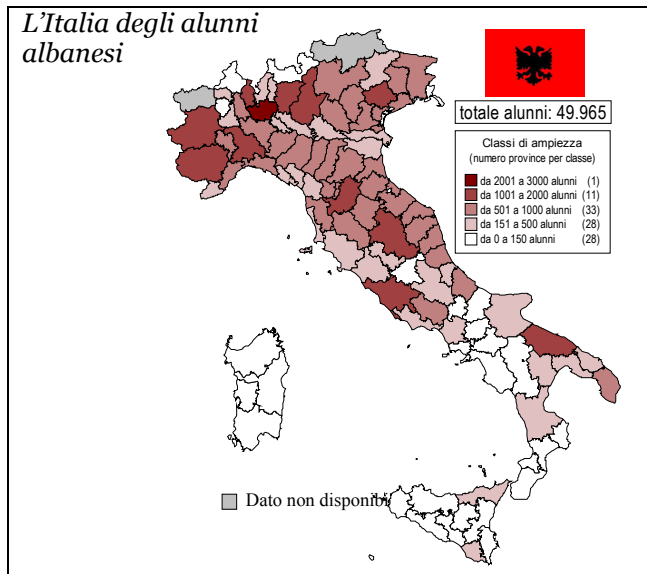 L'Italia degli alunni
albanesi
totale alunni: 49.965
Classi di ampiezza
(numero province per classe)
da 2001 a 3000 alunni (1)
da 1001 a 2000 alunni (11)
da 501 a 1000 alunni (33)
da 151 a 500 alunni (28)
da 0 a 150 alunni (28)
Dato non disponibi